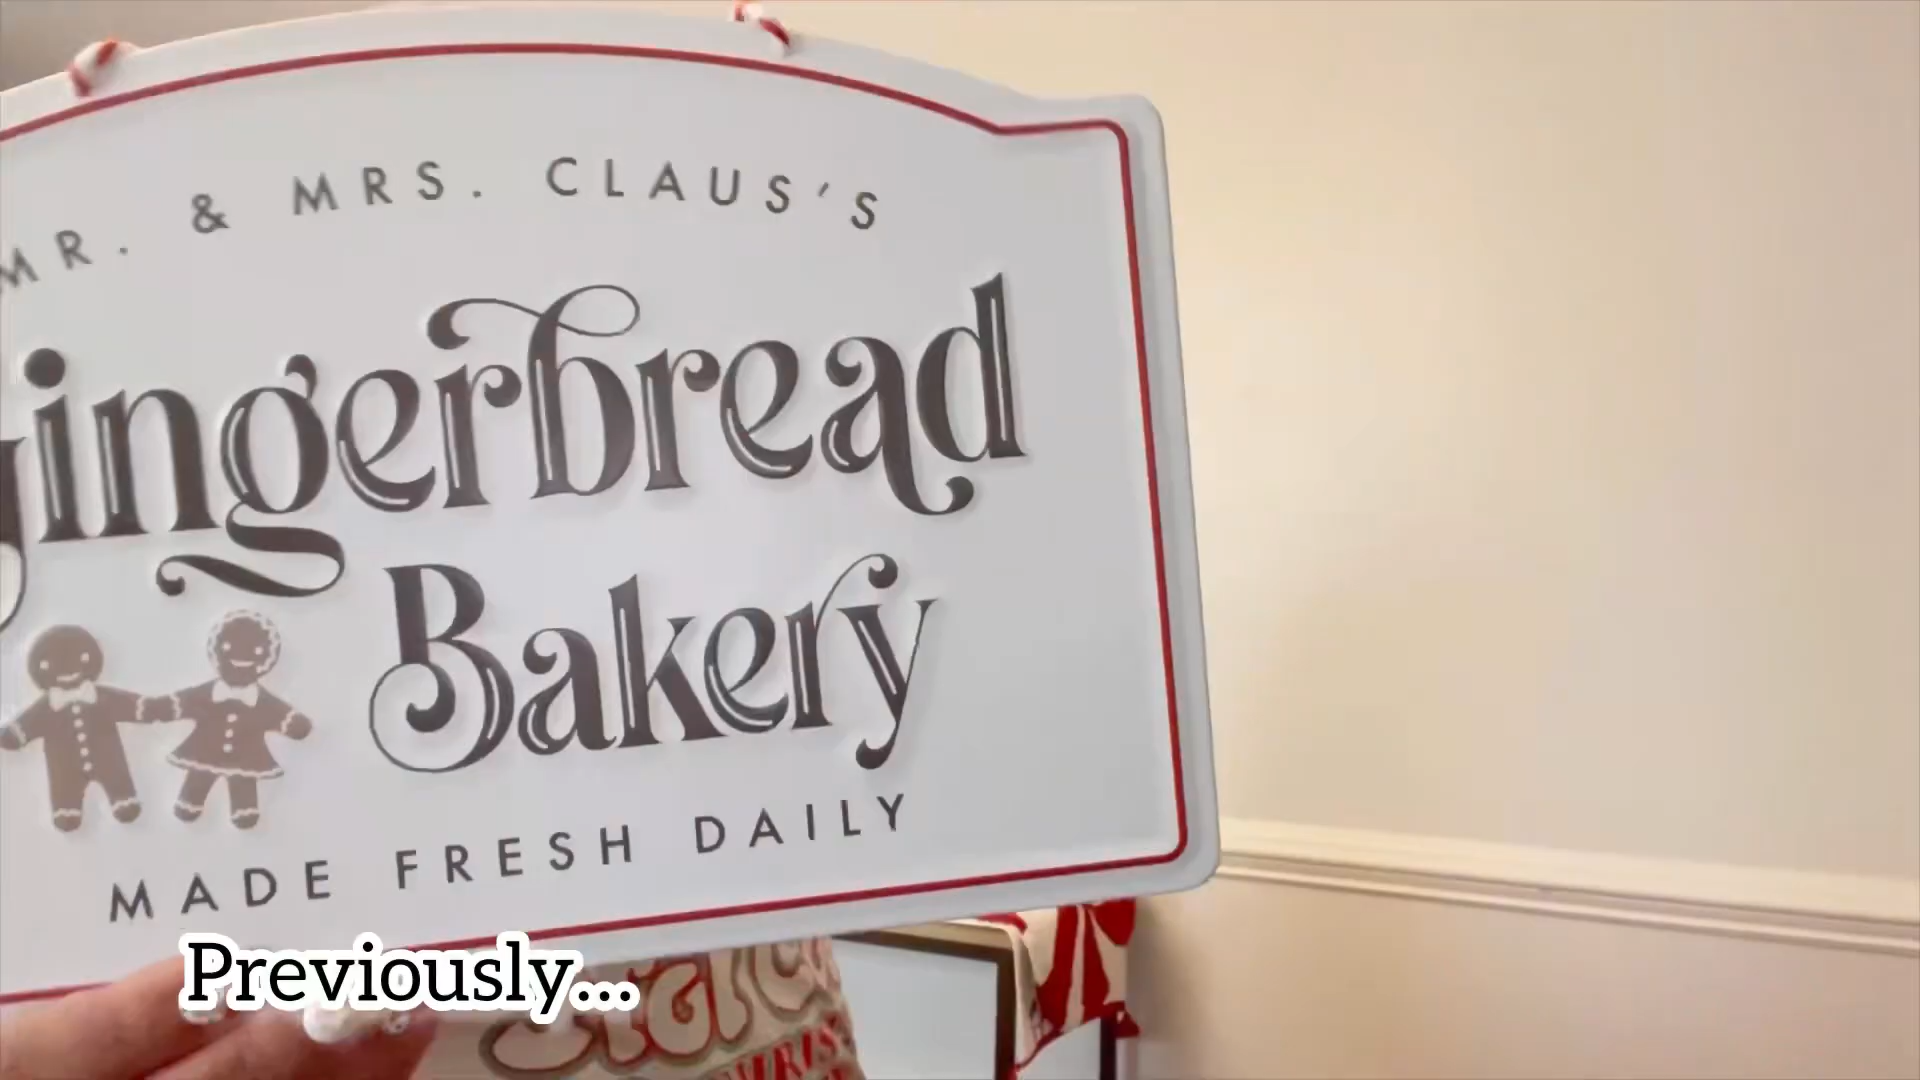 MR. & MRS. CLAUS'S
gingerbread
Bakery
MADE FRESH DAILY
Previously...